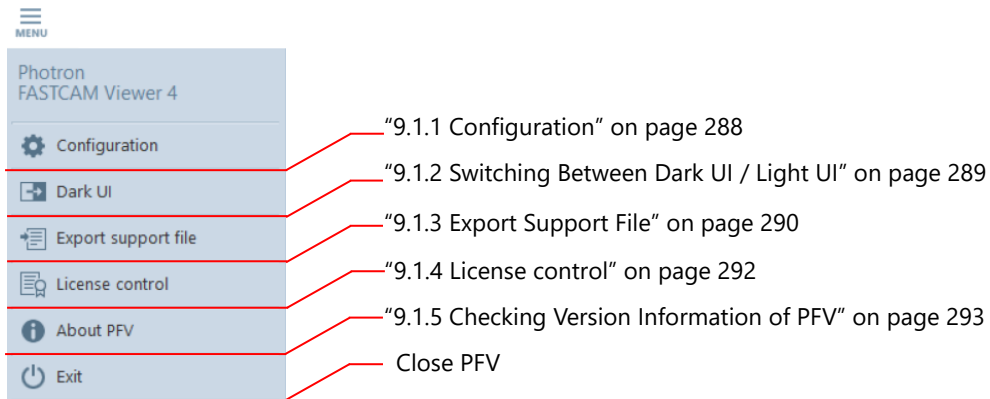 MENU
Photron
FASTCAM Viewer 4
Configuration
“9.1.1 Configuration” on page 288
Dark UI
“9.1.2 Switching Between Dark UI / Light UI” on page 289
Export support file
“9.1.3 Export Support File” on page 290
License control
“9.1.4 License control” on page 292
About PFV
“9.1.5 Checking Version Information of PFV” on page 293
Exit
Close PFV